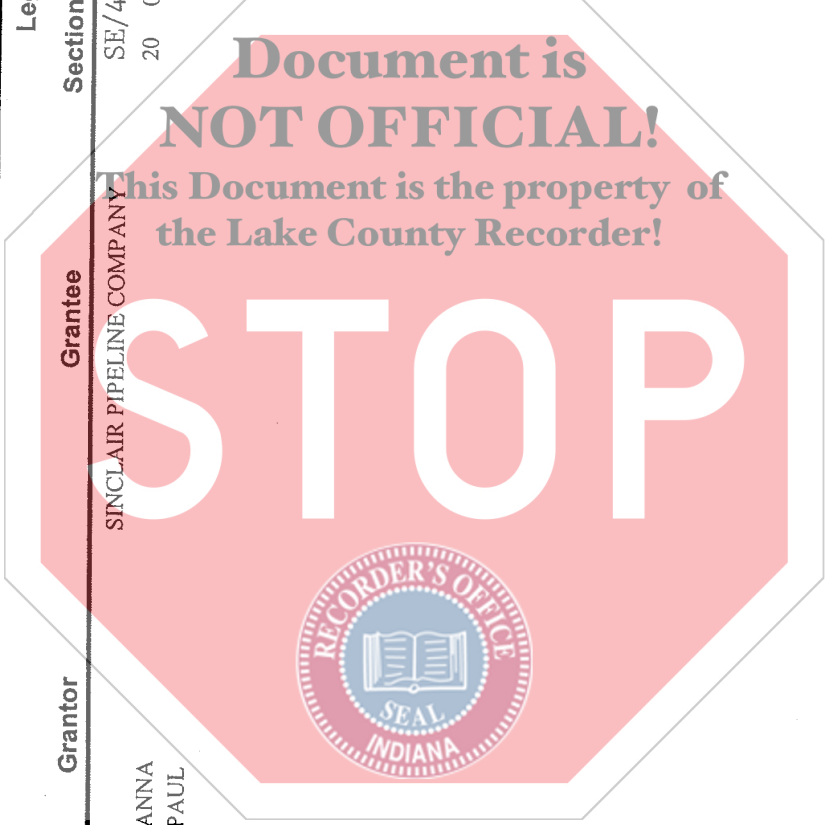 Document is
NOT OFFICIAL!
This Document is the property of
the Lake County Recorder!
STOP
RECORDER'S OFFICE
SEAL
INDIANA
Section
SE/4
20
Grantee
SINCLAIR PIPELINE COMPANY
Grantor
ANNA
PAUL